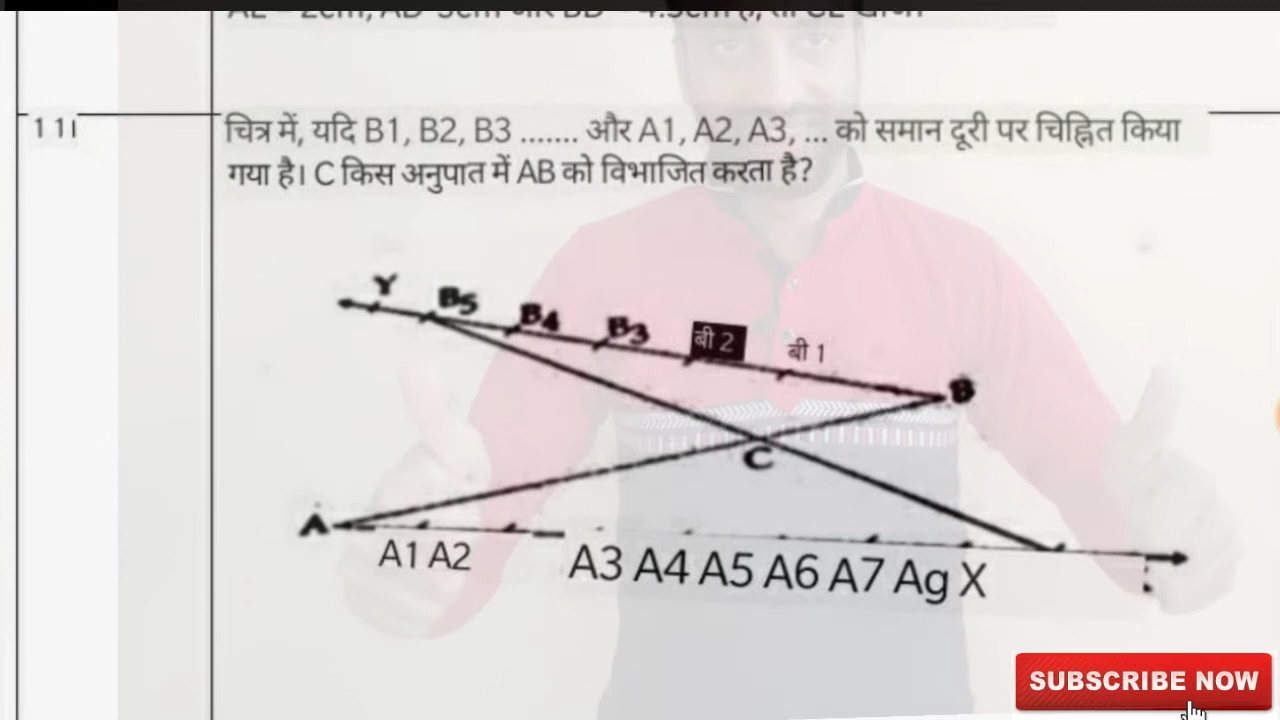 11।
चित्र में, यदि B1, B2, B3 ....... और A1, A2, A3, ... को समान दूरी पर चिह्नित किया
गया है। C किस अनुपात में AB को विभाजित करता है?
Y B5 B4 B3 बी 2 बी 1
B
C
A
A1 A2 A3 A4 A5 A6 A7 Ag X
SUBSCRIBE NOW